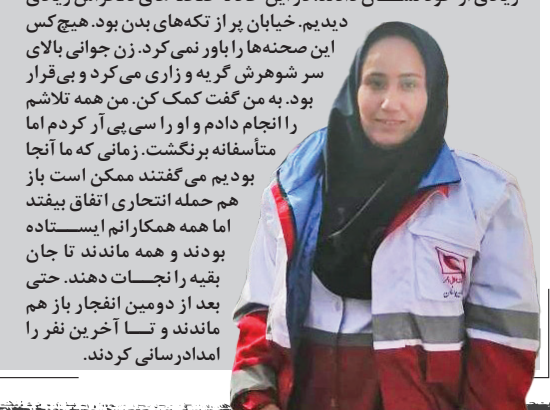 دیدیم. خیابان پر از تکه‌های بدن بود. هیچ‌کس
این صحنه‌ها را باور نمی‌کرد. زن جوانی بالای
سر شوهرش گریه و زاری می‌کرد و بی‌قرار
بود. به من گفت کمک کن. من همه تلاشم
را انجام دادم و او را سی‌پی‌آر کردم اما
متأسفانه برنگشت. زمانی که ما آنجا
بودیم می‌گفتند ممکن است باز
هم حمله انتحاری اتفاق بیفتد
اما همه همکارانم ایســتاده
بودند و همه ماندند تا جان
بقیه را نجــات دهند. حتی
بعد از دومین انفجار باز هم
ماندند و تــا آخرین نفر را
امدادرسانی کردند.